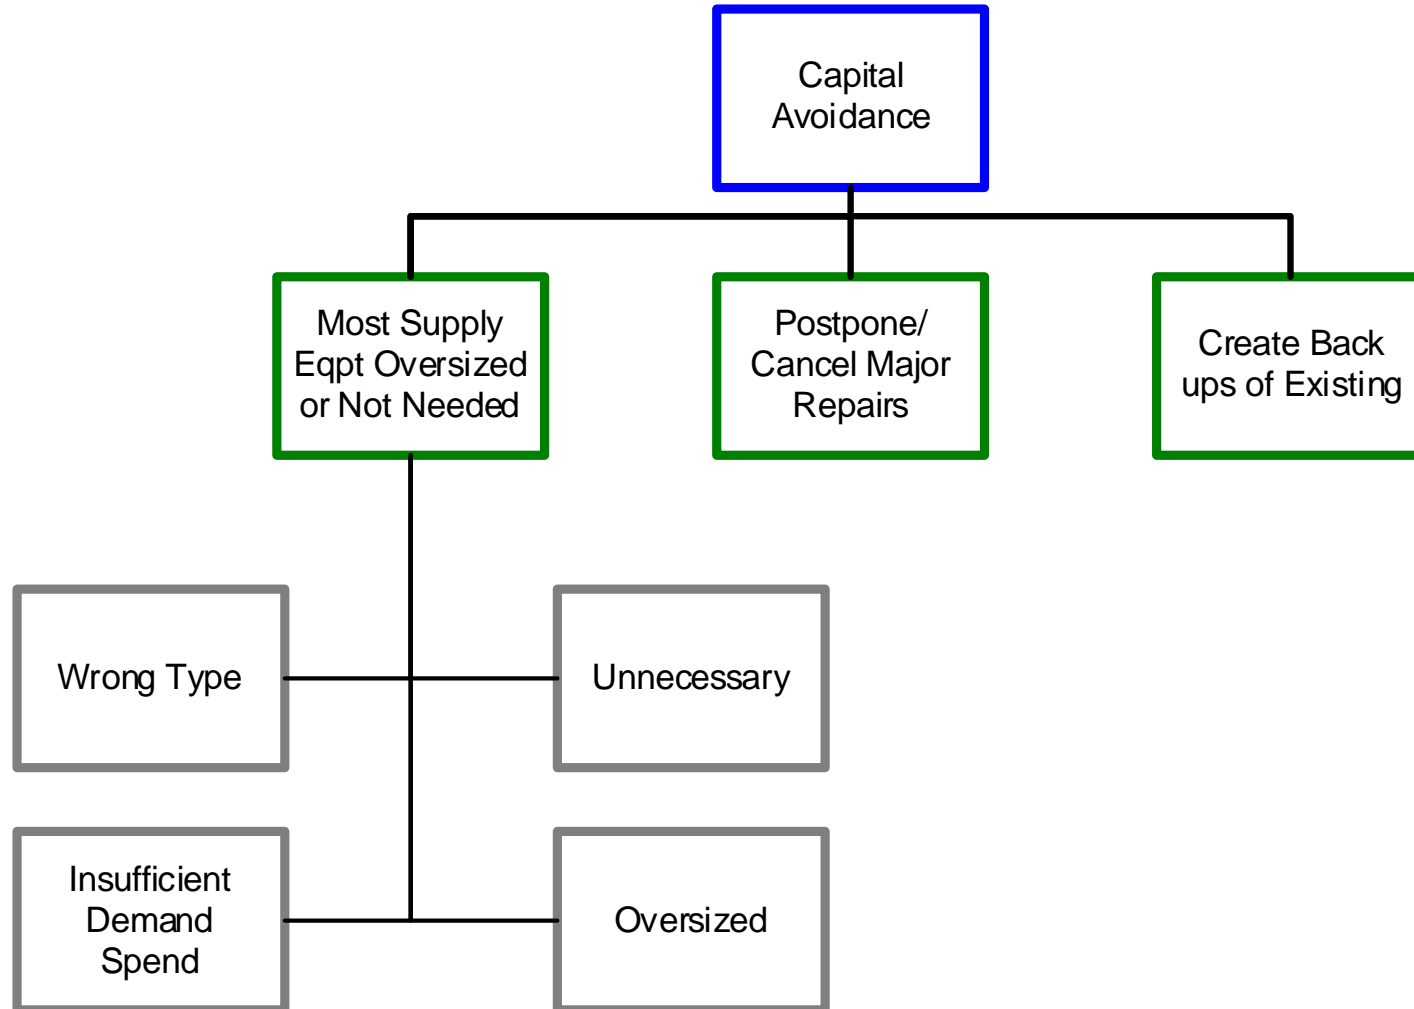 Capital
Avoidance
Most Supply
Eqpt Oversized
or Not Needed
Postpone/
Cancel Major
Repairs
Create Back
ups of Existing
Wrong Type
Unnecessary
Insufficient
Demand
Spend
Oversized